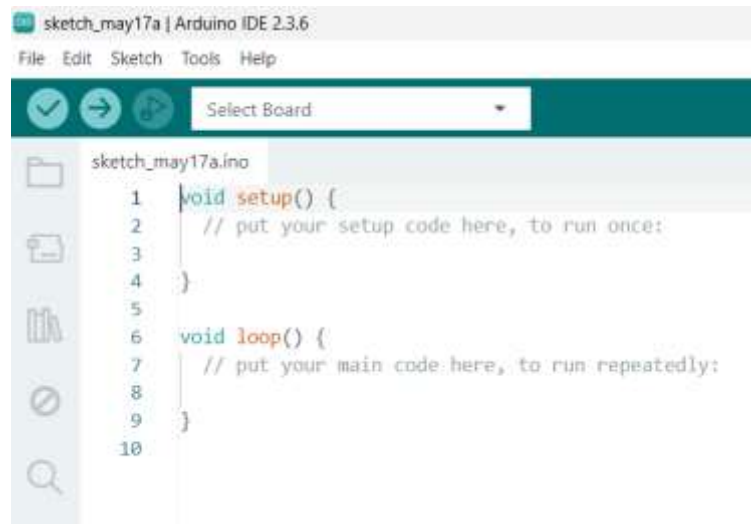 sketch_may17a | Arduino IDE 2.3.6
File Edit Sketch Tools Help
Select Board
sketch_may17a.ino
1 void setup() {
2 // put your setup code here, to run once:
3
4 }
5
6 void loop() {
7 // put your main code here, to run repeatedly:
8
9 }
10